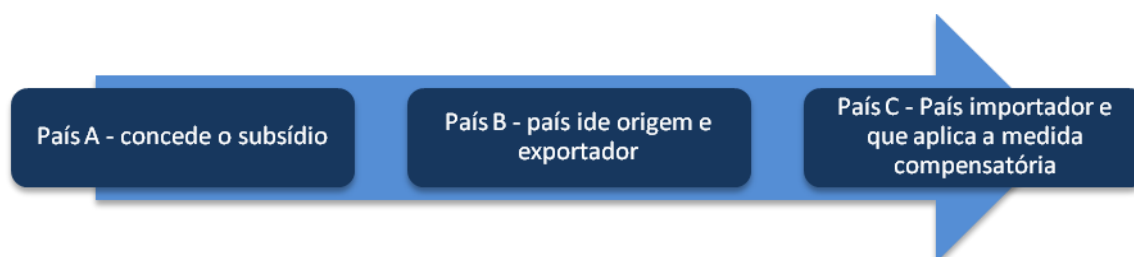 País A - concede o subsídio
País B - país ide origem e
exportador
País C - País importador e
que aplica a medida
compensatória